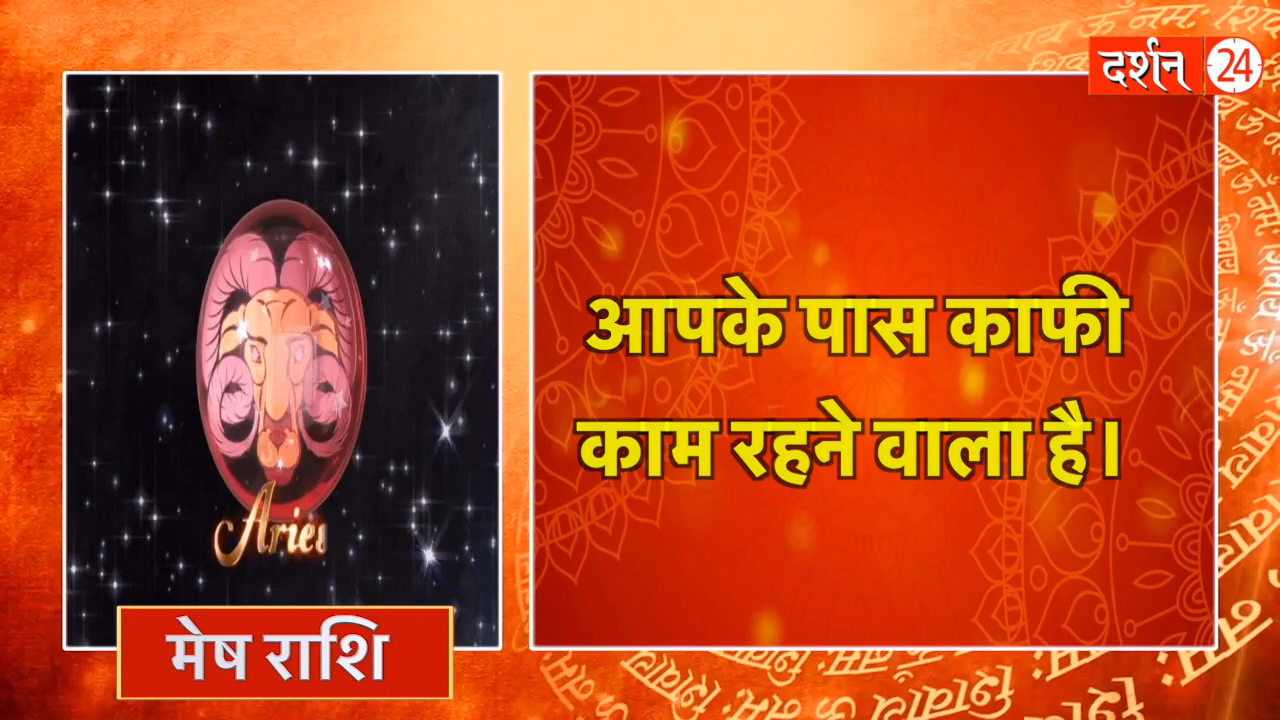 दर्शन 24
आपके पास काफी
काम रहने वाला है।
Aries
मेष राशि